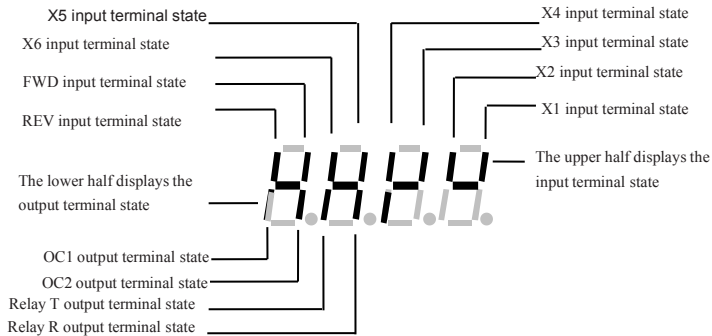 X5 input terminal state
X6 input terminal state
FWD input terminal state
REV input terminal state
The lower half displays the
output terminal state
OC1 output terminal state
OC2 output terminal state
Relay T output terminal state
Relay R output terminal state
X4 input terminal state
X3 input terminal state
X2 input terminal state
X1 input terminal state
The upper half displays the
input terminal state